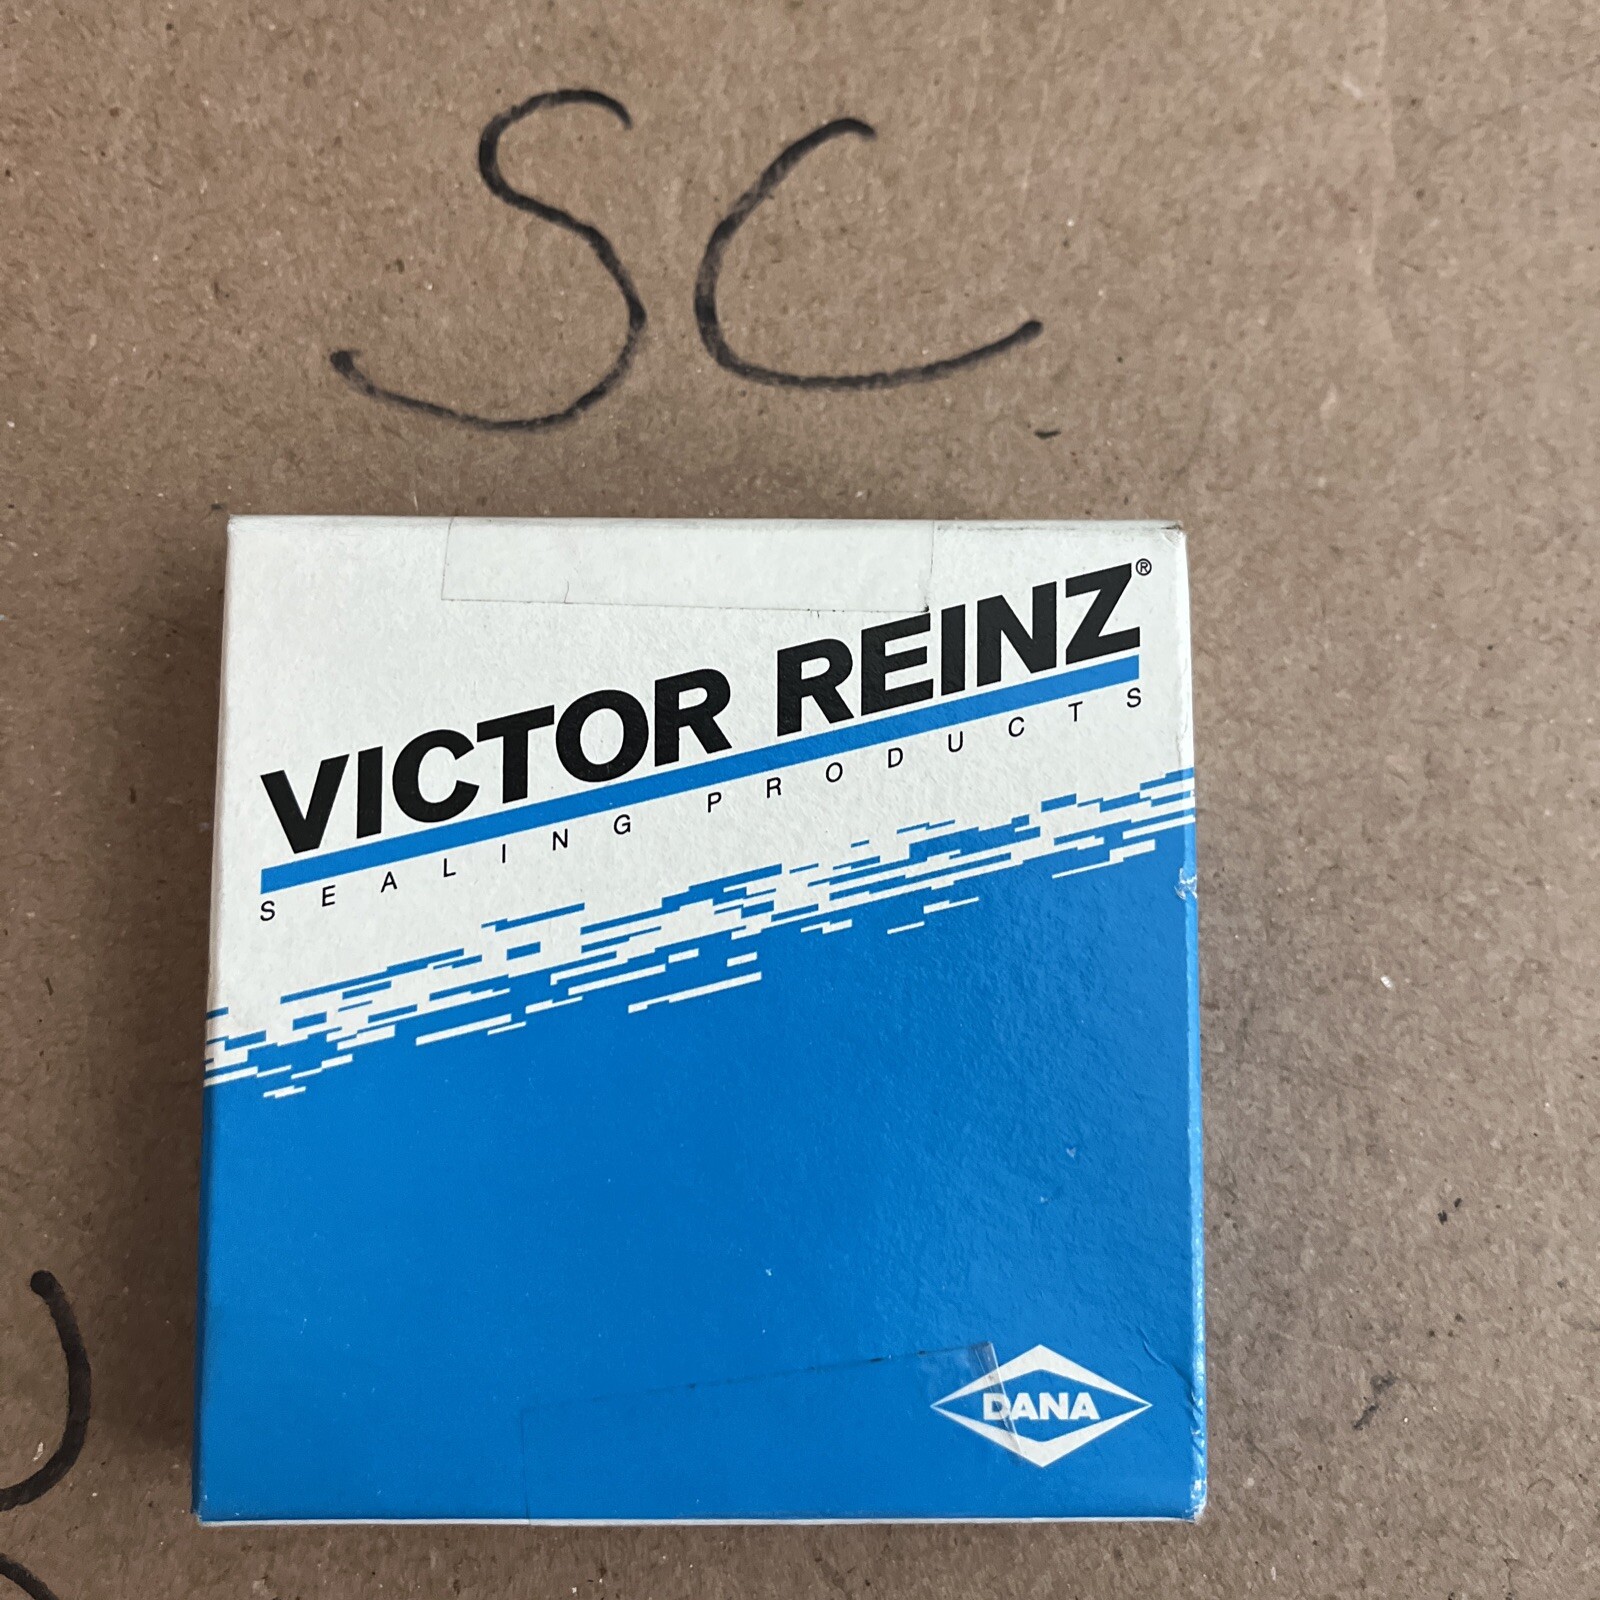 SC
VICTOR REINZ®
SEALING PRODUCTS
DANA